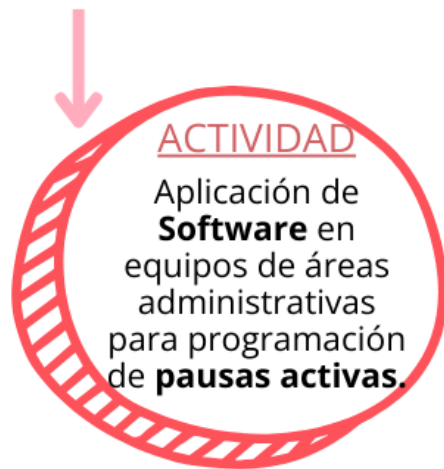 ACTIVIDAD
Aplicación de
Software en
equipos de áreas
administrativas
para programación
de pausas activas.